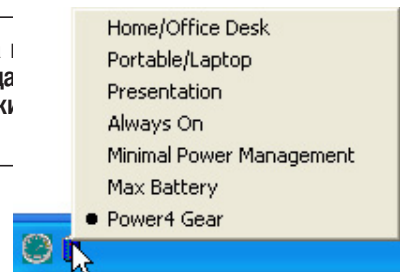 Home/Office Desk
Portable/Laptop
Presentation
Always On
Minimal Power Management
Max Battery
Power4 Gear